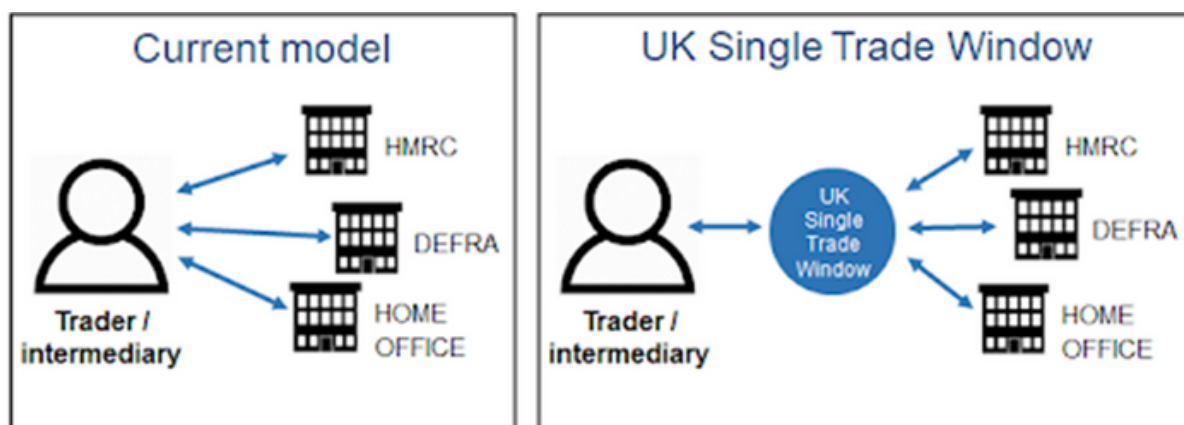 Current model
HMRC
DEFRA
HOME
OFFICE
Trader /
intermediary
UK Single Trade Window
UK
Single
Trade
Window
HMRC
DEFRA
HOME
OFFICE
Trader /
intermediary